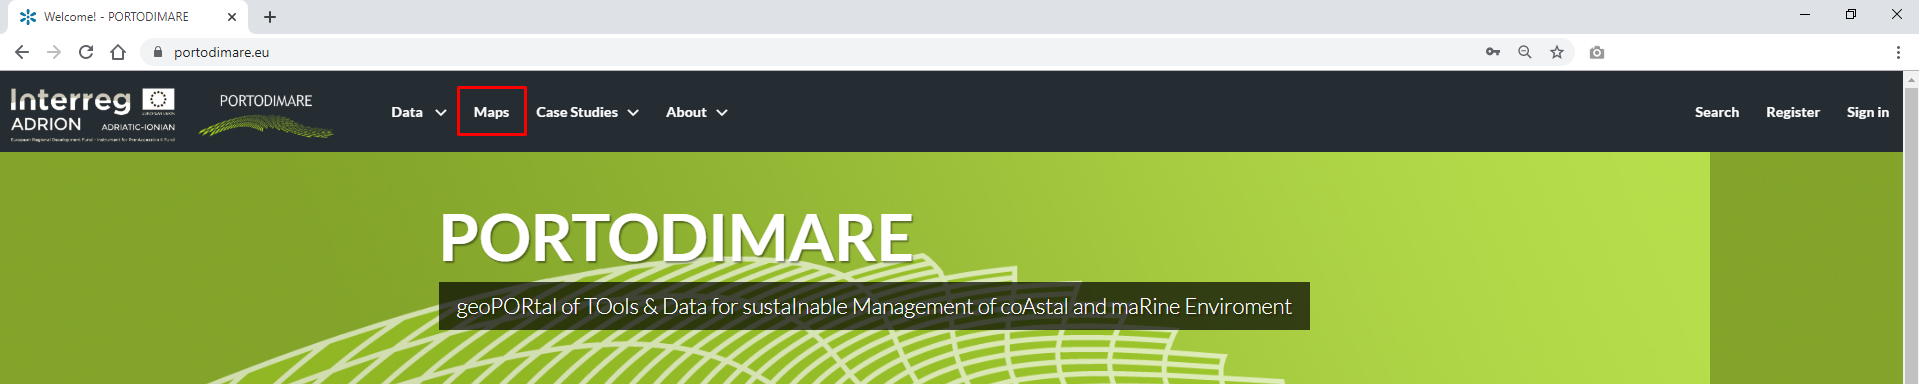 Welcome! - PORTODIMARE
portodimare.eu
Interreg
ADRION ADRIATIC-IONIAN
EUROPEAN UNION
European Regional Development Fund - Instrument for Pre-Accession II Fund
PORTODIMARE
Data Maps Case Studies About Search Register Sign in
PORTODIMARE
geoPORtal of TOols & Data for sustaInable Management of coAstal and maRine Enviroment